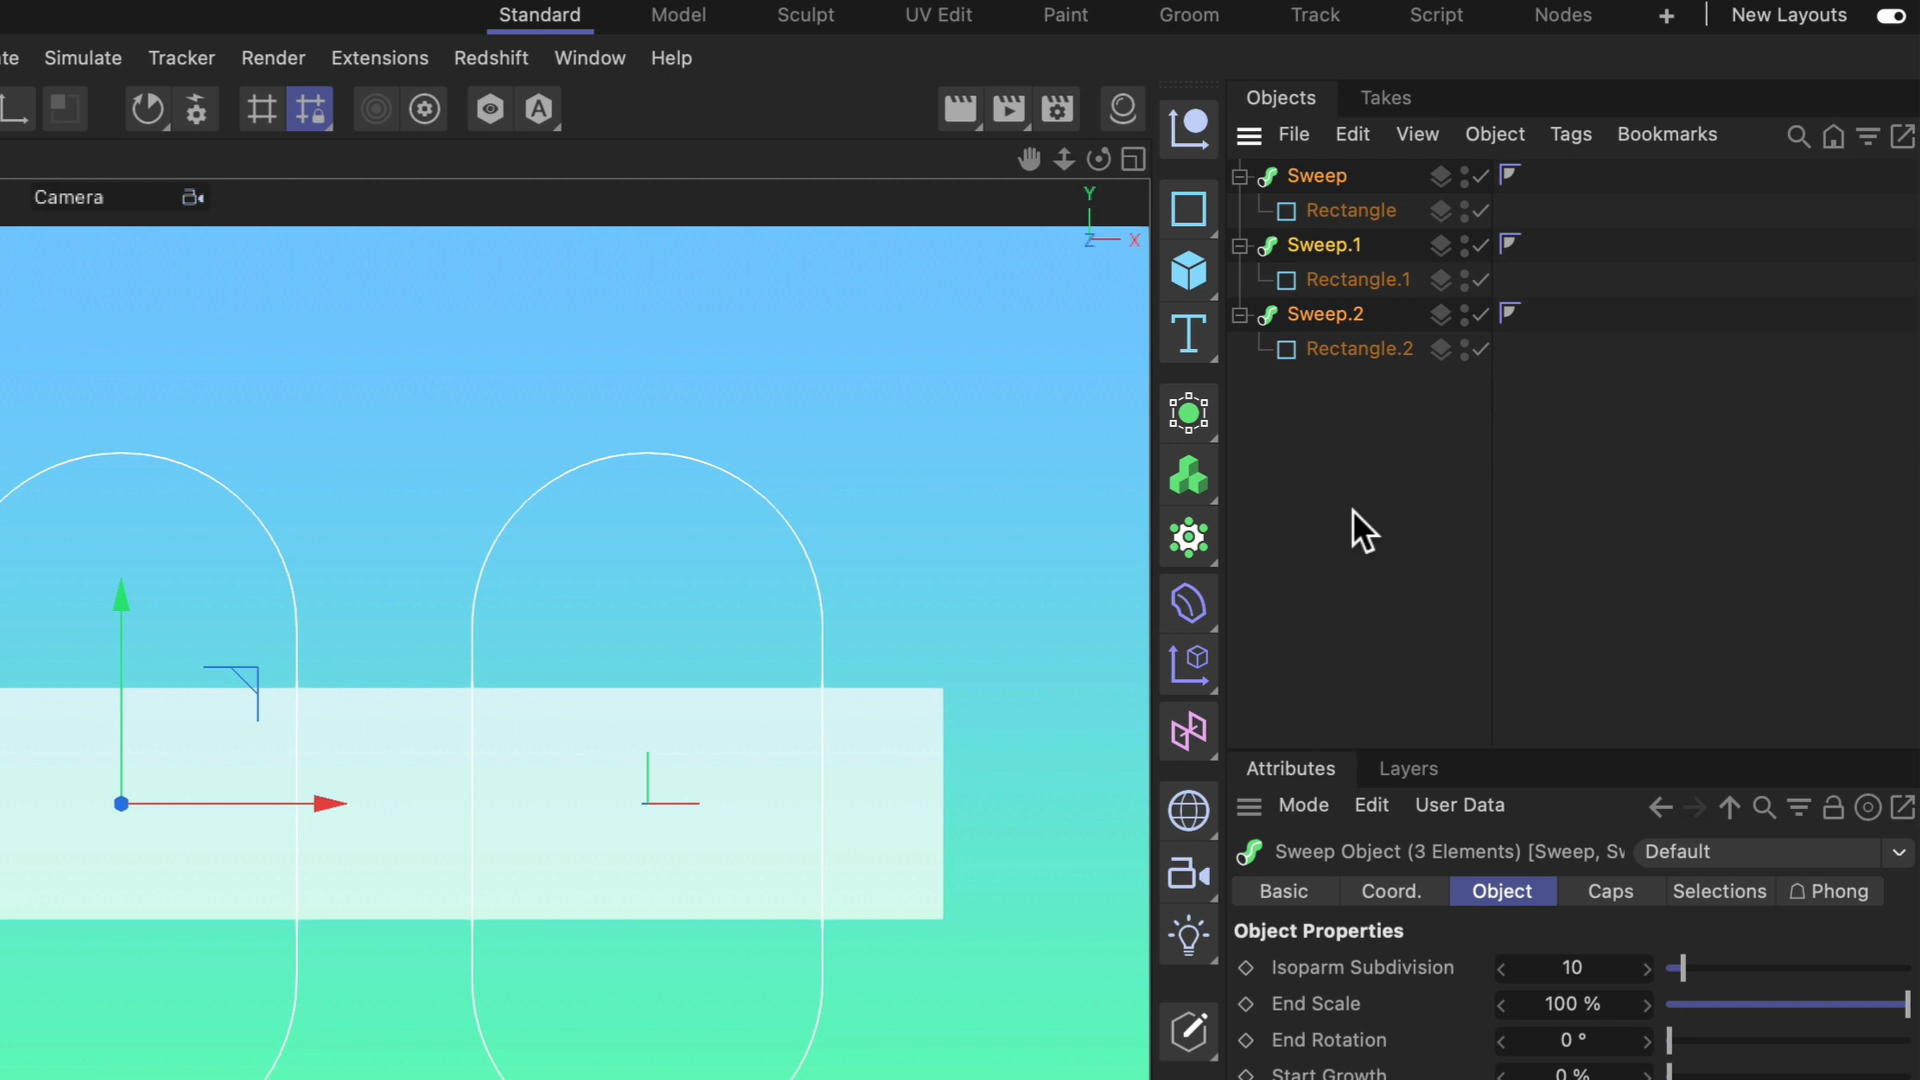 Standard Model Sculpt UV Edit Paint Groom Track Script Nodes + New Layouts
te Simulate Tracker Render Extensions Redshift Window Help
Objects Takes
File Edit View Object Tags Bookmarks
Camera
Y
Z X
A
Sweep
Rectangle
Sweep.1
Rectangle.1
Sweep.2
Rectangle.2
Attributes Layers
Mode Edit User Data
Sweep Object (3 Elements) [Sweep, Sw Default
Basic Coord. Object Caps Selections Phong
Object Properties
Isoparm Subdivision 10
End Scale 100 %
End Rotation 0 °
Start Growth 0 %